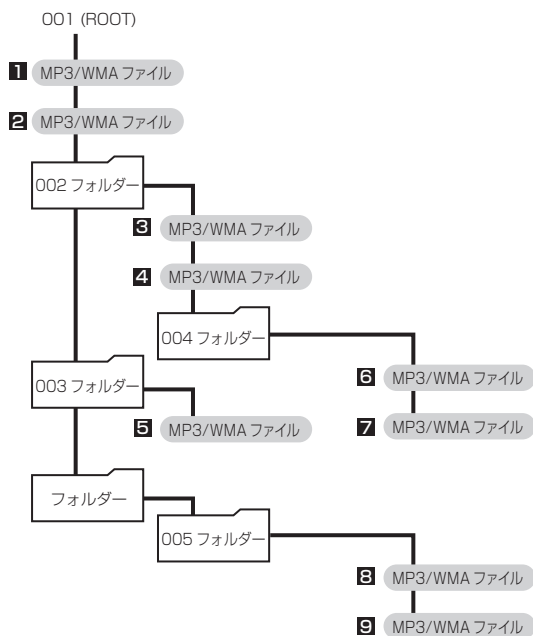 001 (ROOT)
1 MP3/WMA ファイル
2 MP3/WMA ファイル
002 フォルダー
3 MP3/WMA ファイル
4 MP3/WMA ファイル
004 フォルダー
003 フォルダー
6 MP3/WMA ファイル
5 MP3/WMA ファイル
7 MP3/WMA ファイル
フォルダー
005 フォルダー
8 MP3/WMA ファイル
9 MP3/WMA ファイル